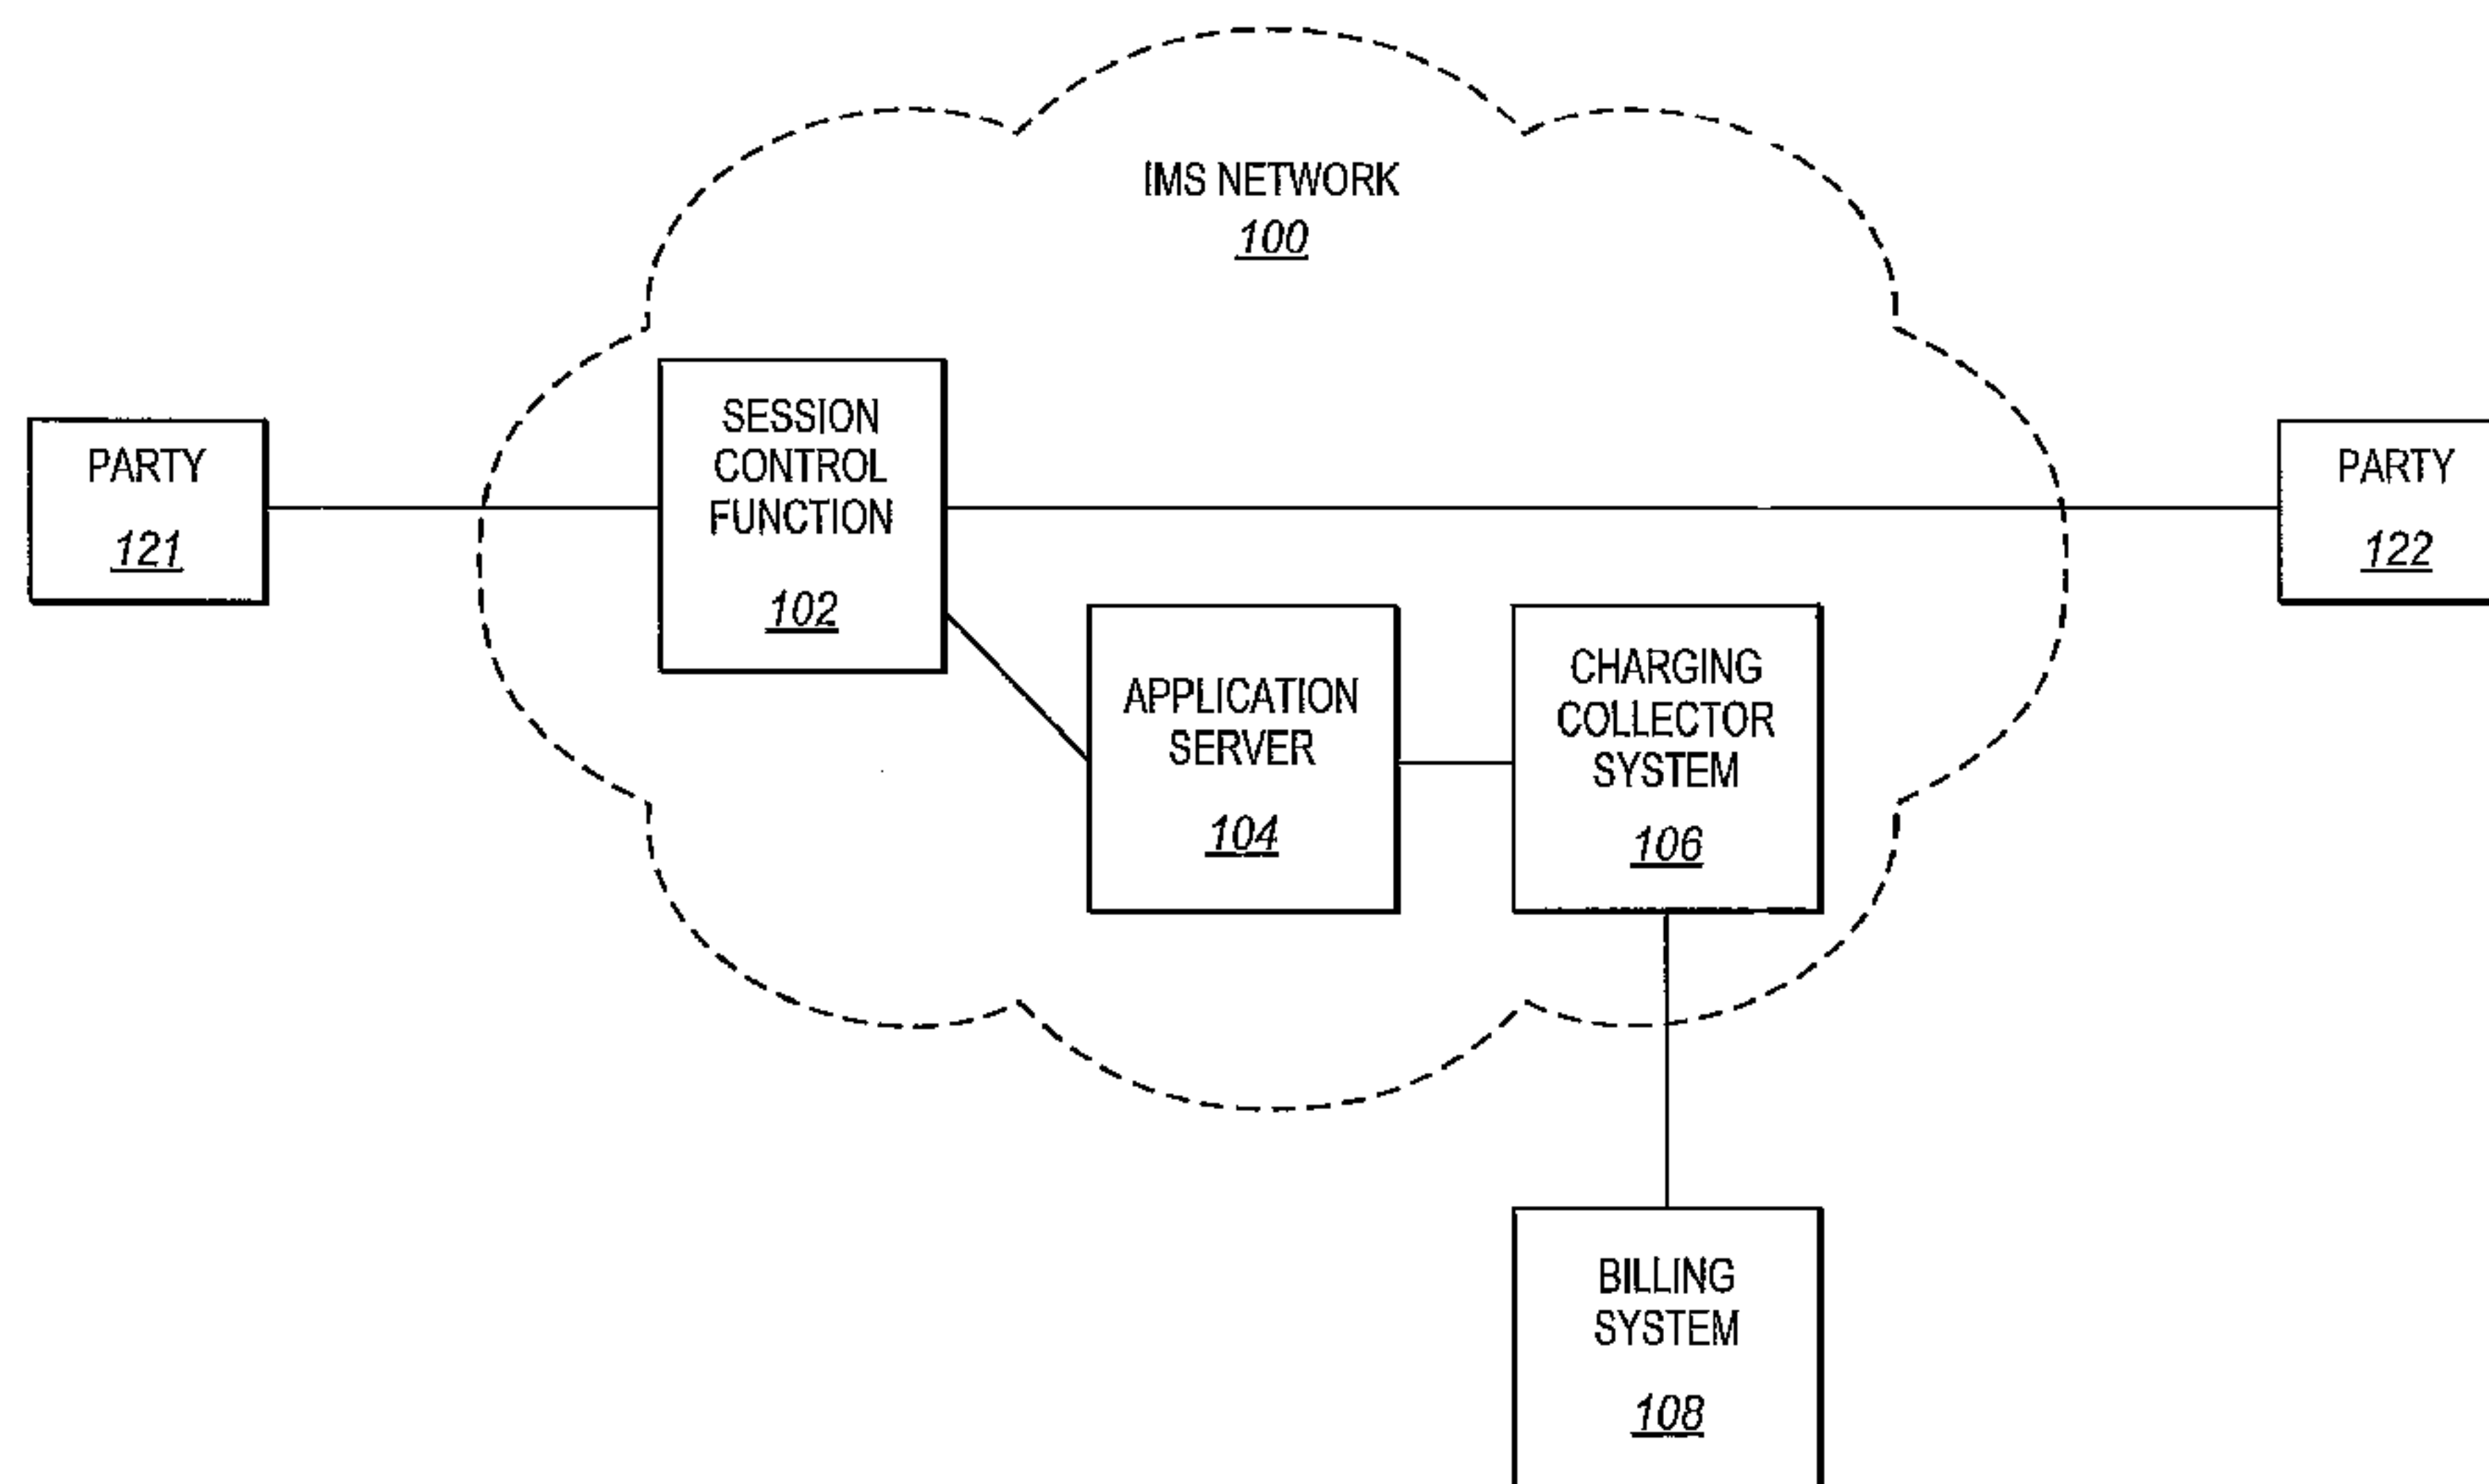 IMS NETWORK
100
PARTY
121
SESSION
CONTROL
FUNCTION
102
PARTY
122
APPLICATION
SERVER
104
CHARGING
COLLECTOR
SYSTEM
106
BILLING
SYSTEM
108